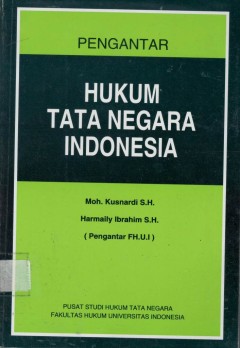 PENGANTAR
HUKUM
TATA NEGARA
INDONESIA
Moh. Kusnardi S.H.
Harmaily Ibrahim S.H.
( Pengantar FH.U.I )
PUSAT STUDI HUKUM TATA NEGARA
FAKULTAS HUKUM UNIVERSITAS INDONESIA